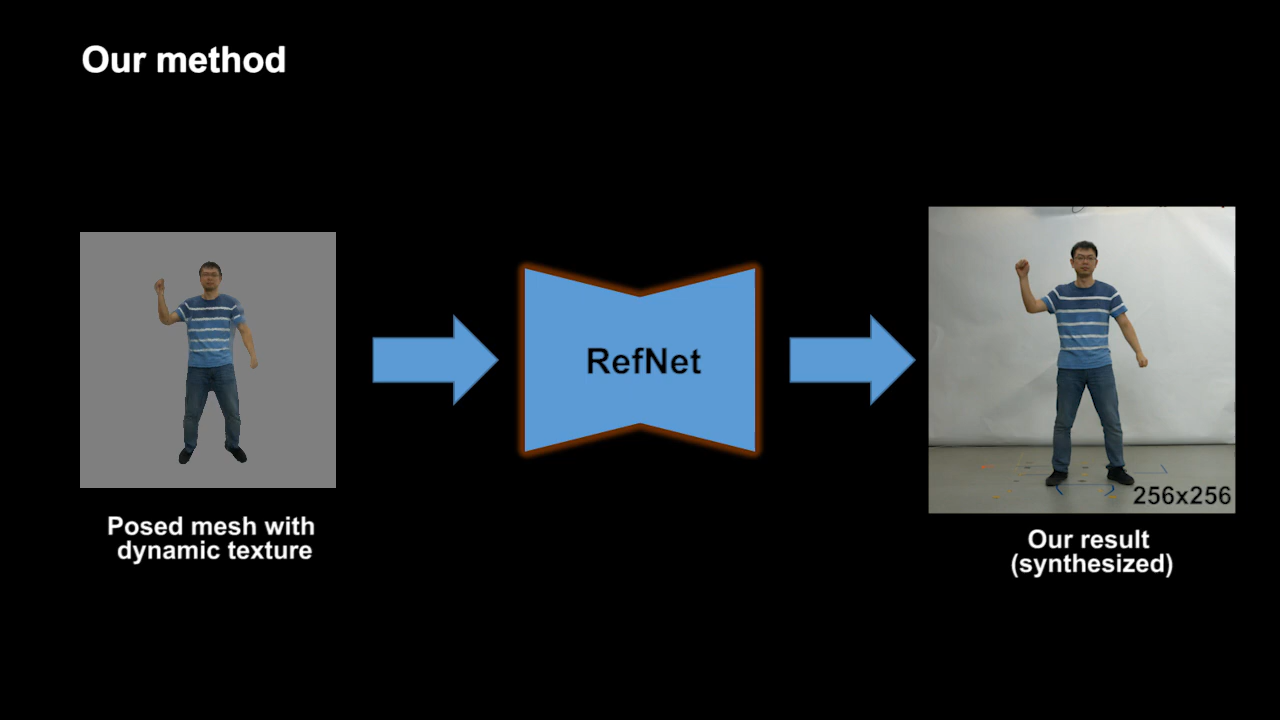 Our method
RefNet
256x256
Posed mesh with
dynamic texture
Our result
(synthesized)